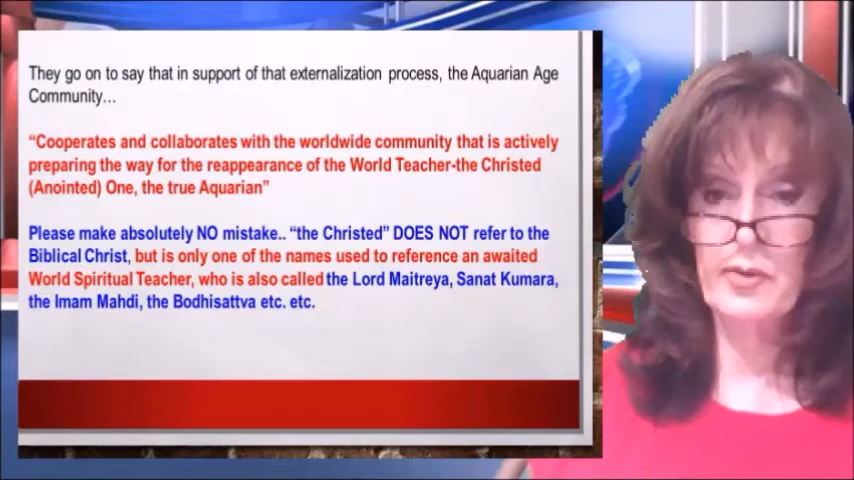 They go on to say that in support of that externalization process, the Aquarian Age
Community...
“Cooperates and collaborates with the worldwide community that is actively
preparing the way for the reappearance of the World Teacher-the Christed
(Anointed) One, the true Aquarian”
Please make absolutely NO mistake.. “the Christed” DOES NOT refer to the
Biblical Christ, but is only one of the names used to reference an awaited
World Spiritual Teacher, who is also called the Lord Maitreya, Sanat Kumara,
the Imam Mahdi, the Bodhisattva etc. etc.